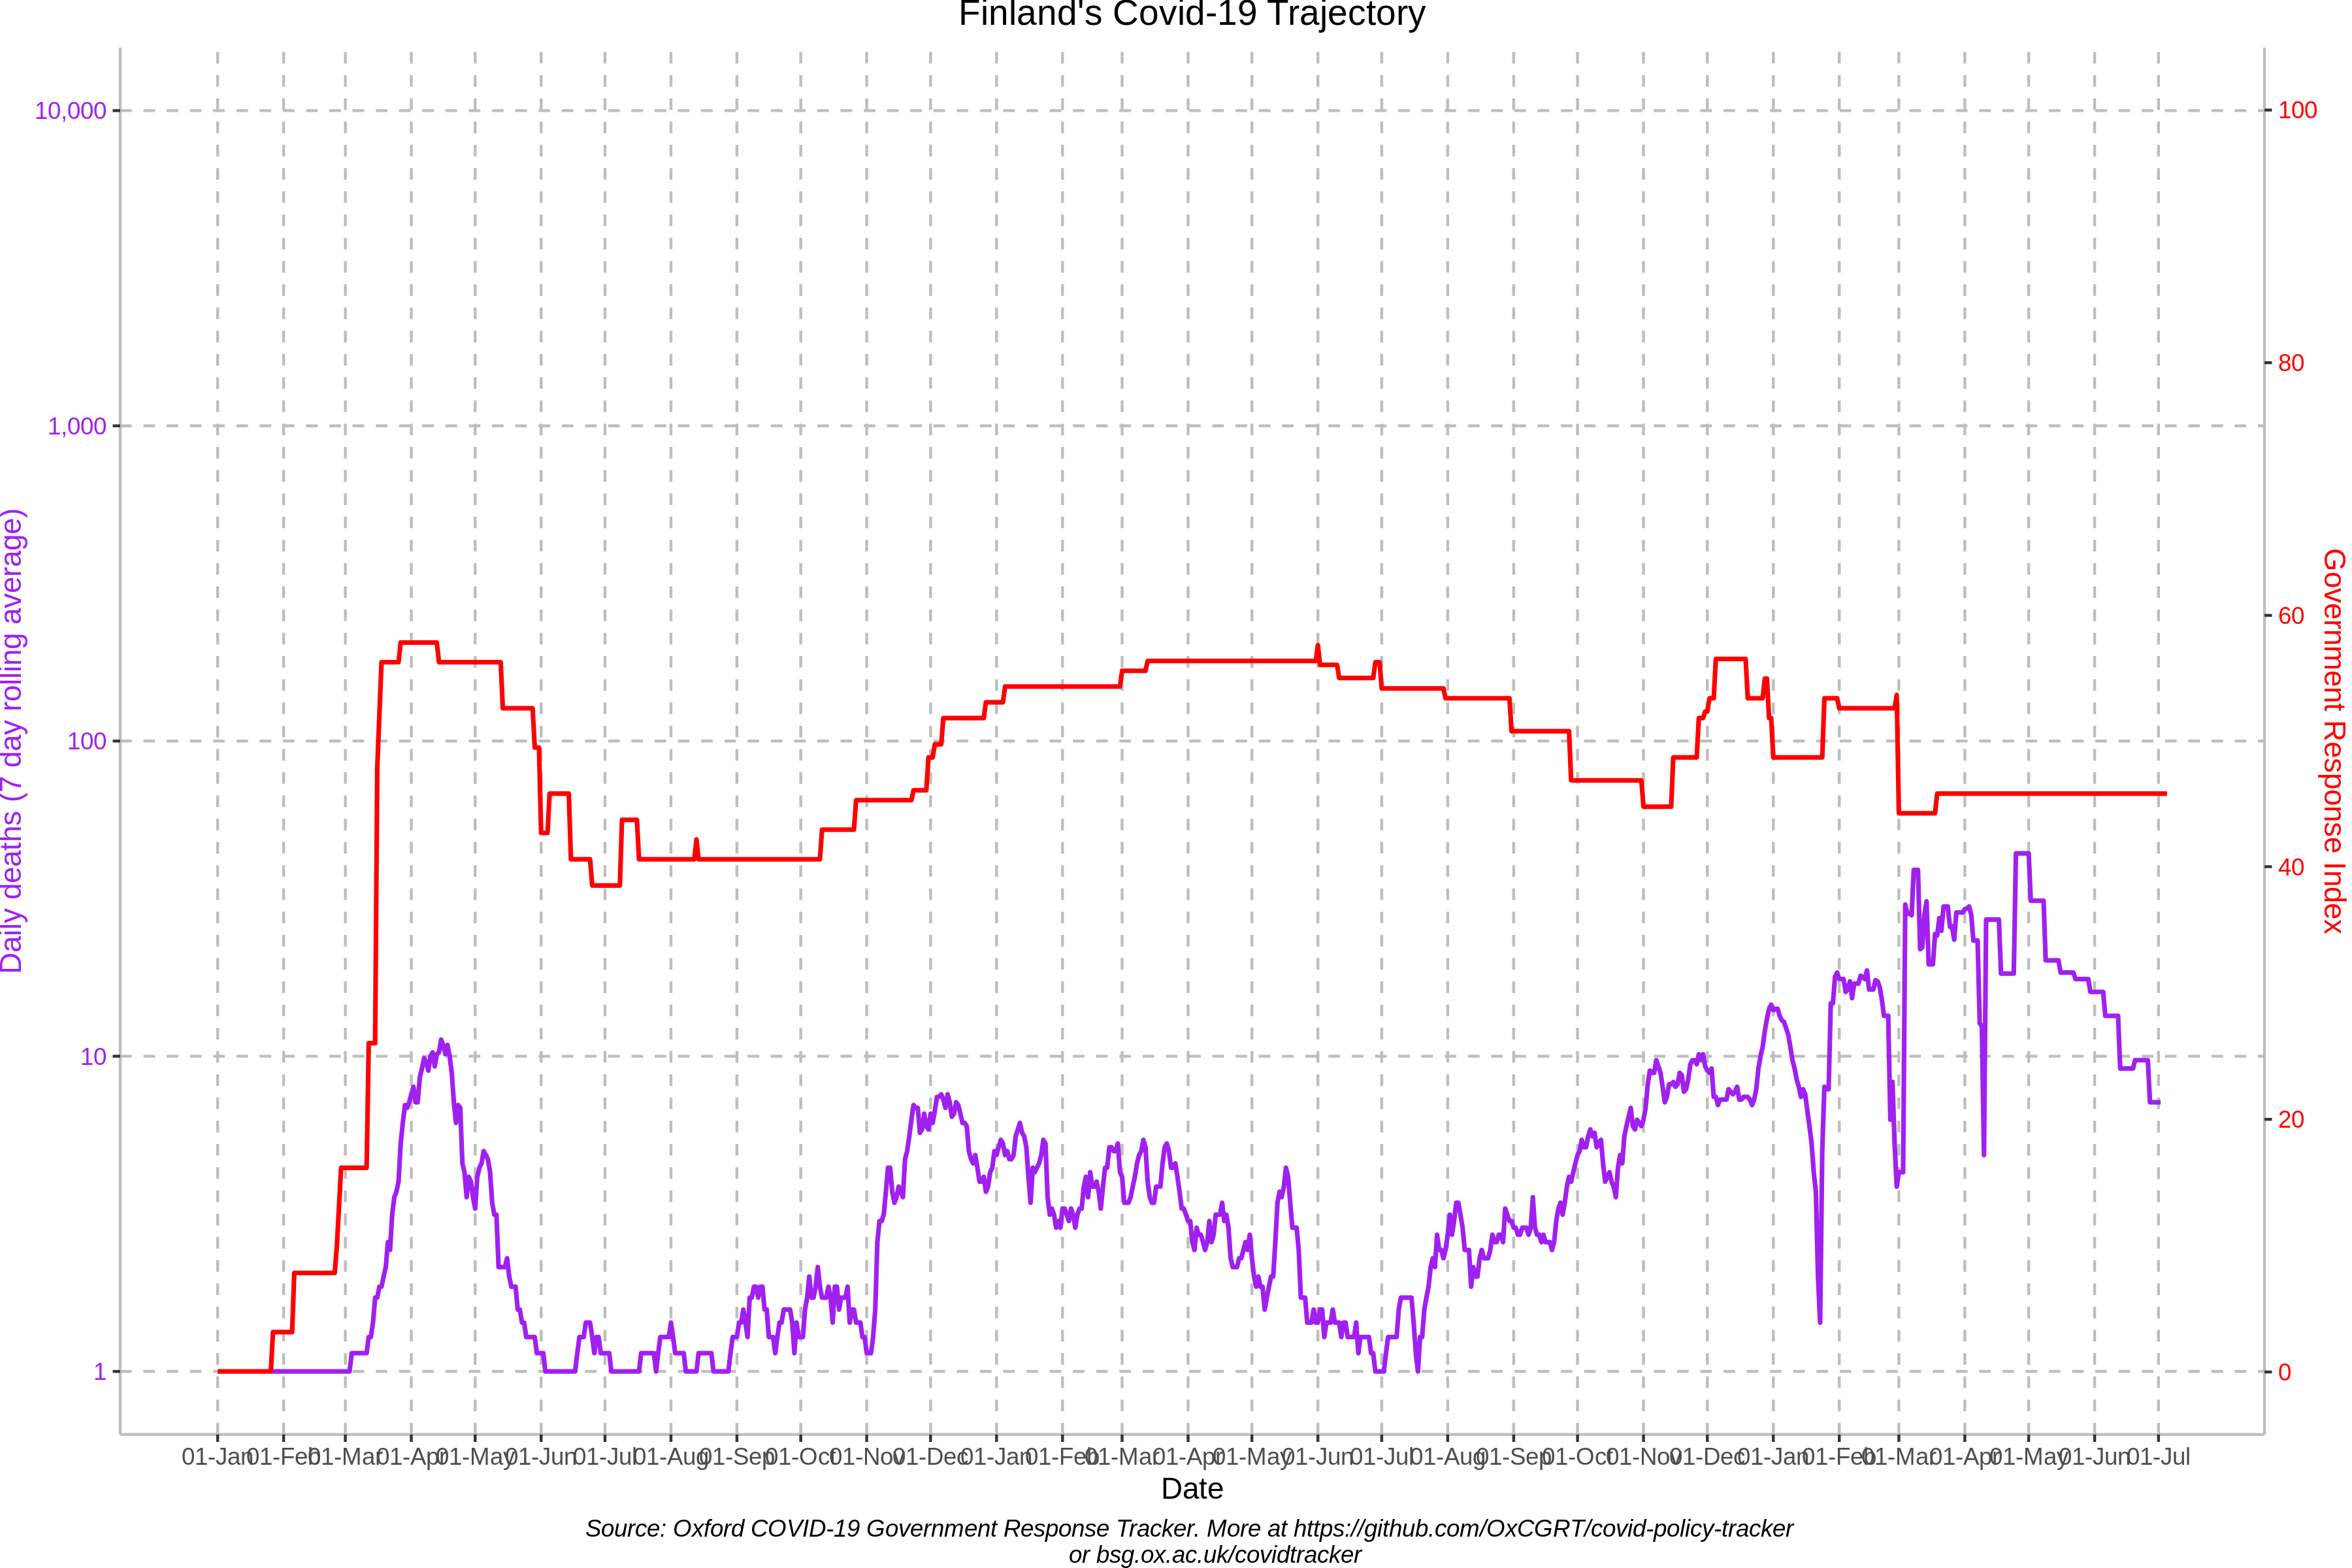 Finland's Covid-19 Trajectory
10,000
1,000
100
10
1
Daily deaths (7 day rolling average)
100
80
60
40
20
0
Government Response Index
01-Jan 01-Feb 01-Mar 01-Apr 01-May 01-Jun 01-Jul 01-Aug 01-Sep 01-Oct 01-Nov 01-Dec 01-Jan 01-Feb 01-Mar 01-Apr 01-May 01-Jun 01-Jul 01-Aug 01-Sep 01-Oct 01-Nov 01-Dec 01-Jan 01-Feb 01-Mar 01-Apr 01-May 01-Jun 01-Jul
Date
Source: Oxford COVID-19 Government Response Tracker. More at https://github.com/OxCGRT/covid-policy-tracker
or bsg.ox.ac.uk/covidtracker